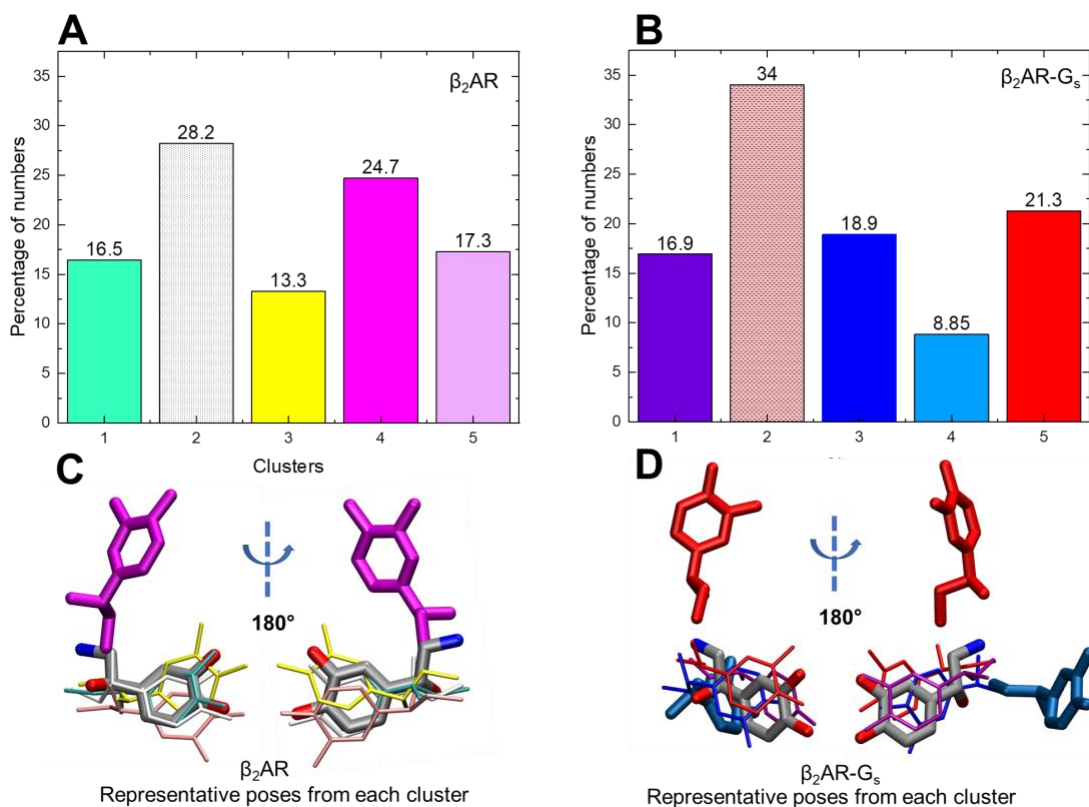 A
β₂AR
Percentage of numbers
35
30
25
20
15
10
5
0
16.5
28.2
13.3
24.7
17.3
1 2 3 4 5
Clusters
B
β₂AR-Gₛ
Percentage of numbers
35
30
25
20
15
10
5
0
16.9
34
18.9
8.85
21.3
1 2 3 4 5
C
180°
β₂AR
Representative poses from each cluster
D
180°
β₂AR-Gₛ
Representative poses from each cluster